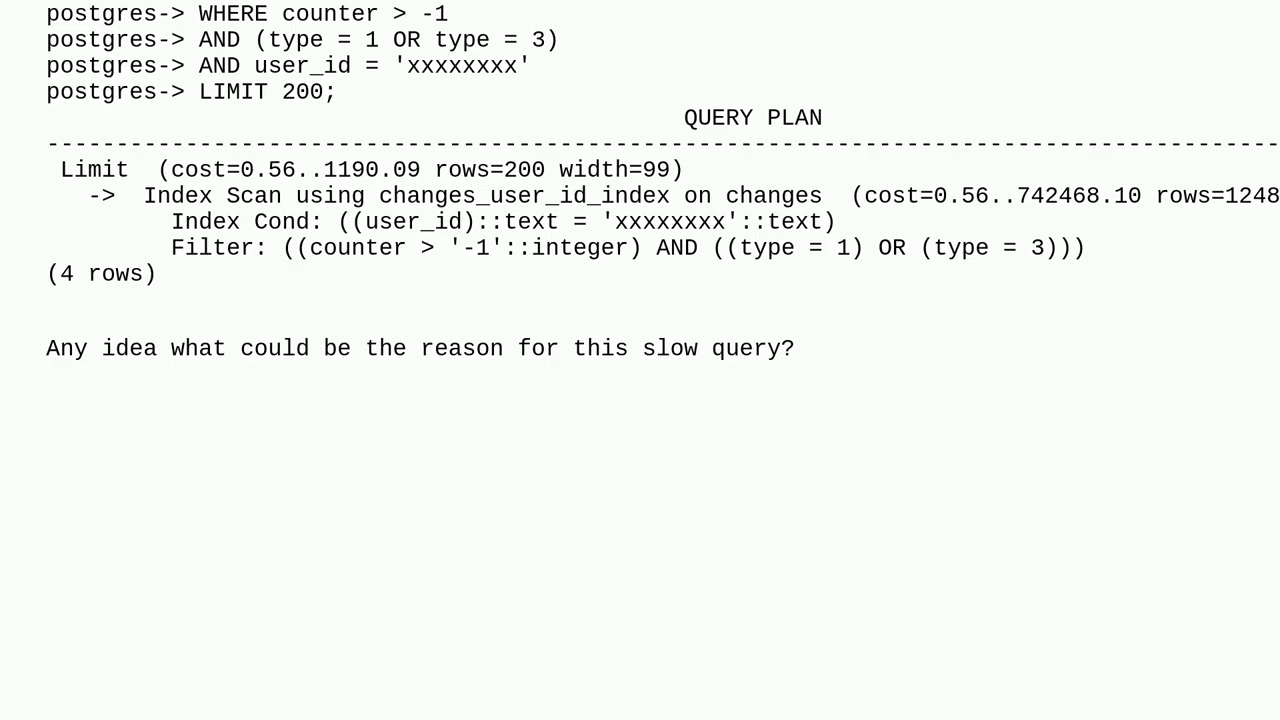 postgres-> WHERE counter > -1
postgres-> AND (type = 1 OR type = 3)
postgres-> AND user_id = 'xxxxxxxx'
postgres-> LIMIT 200;
QUERY PLAN
-----------------------------------------------------------------------------------------
Limit  (cost=0.56..1190.09 rows=200 width=99)
->  Index Scan using changes_user_id_index on changes  (cost=0.56..742468.10 rows=1248
Index Cond: ((user_id)::text = 'xxxxxxxx'::text)
Filter: ((counter > '-1'::integer) AND ((type = 1) OR (type = 3)))
(4 rows)
Any idea what could be the reason for this slow query?